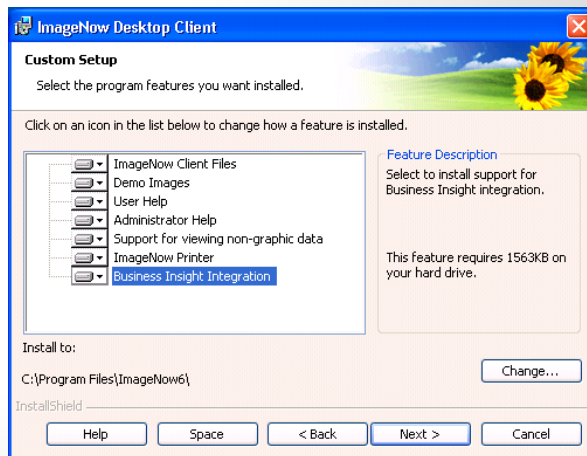 ImageNow Desktop Client
Custom Setup
Select the program features you want installed.
Click on an icon in the list below to change how a feature is installed.
ImageNow Client Files
Demo Images
User Help
Administrator Help
Support for viewing non-graphic data
ImageNow Printer
Business Insight Integration
Feature Description
Select to install support for
Business Insight integration.
This feature requires 1563KB on
your hard drive.
Install to:
C:\Program Files\ImageNow6\
Change...
InstallShield
Help
Space
< Back
Next >
Cancel